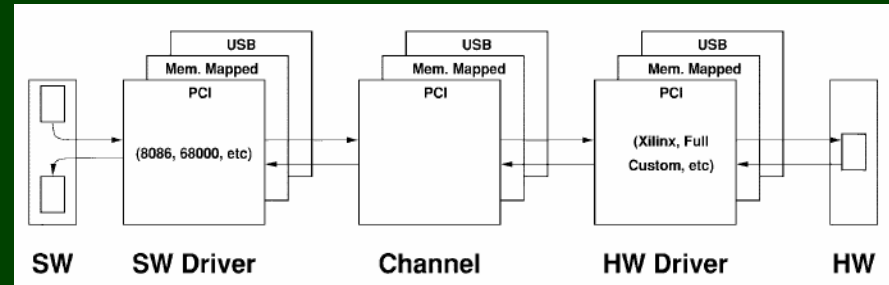 USB
Mem. Mapped
PCI
(8086, 68000, etc)
USB
Mem. Mapped
PCI
USB
Mem. Mapped
PCI
(Xilinx, Full
Custom, etc)
SW
SW Driver
Channel
HW Driver
HW